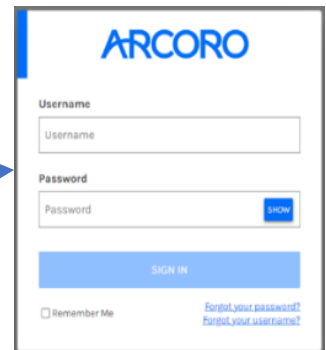 ARCORO
Username
Username
Password
Password SHOW
SIGN IN
Remember Me Forgot your password?
Forgot your username?